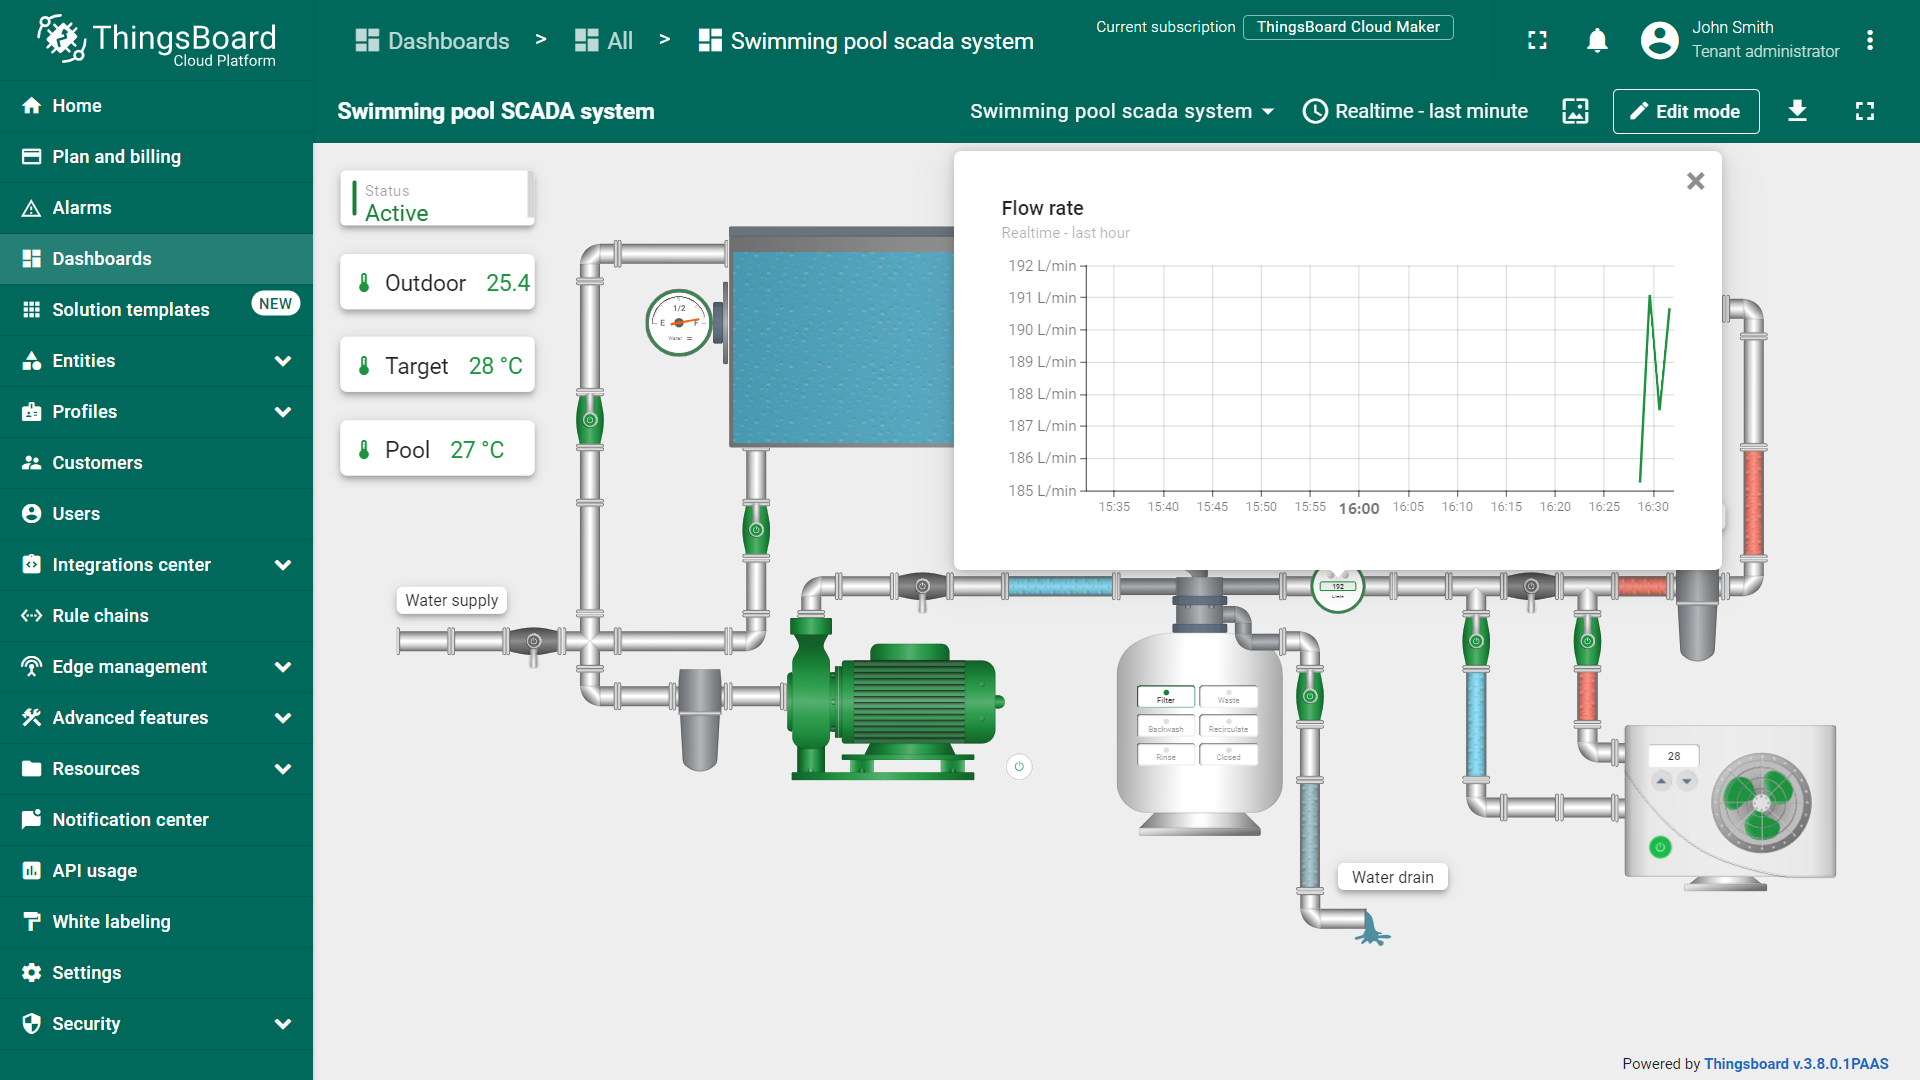 ThingsBoard
Cloud Platform
Dashboards > All > Swimming pool scada system
Current subscription ThingsBoard Cloud Maker
John Smith
Tenant administrator
Home
Plan and billing
Alarms
Dashboards
Solution templates NEW
Entities
Profiles
Customers
Users
Integrations center
Rule chains
Edge management
Advanced features
Resources
Notification center
API usage
White labeling
Settings
Security
Swimming pool SCADA system
Swimming pool scada system
Realtime - last minute
Edit mode
Status
Active
Outdoor 25.4
Target 28 °C
Pool 27 °C
1/2
E F
Water
Flow rate
Realtime - last hour
192 L/min
191 L/min
190 L/min
189 L/min
188 L/min
187 L/min
186 L/min
185 L/min
15:35 15:40 15:45 15:50 15:55 16:00 16:05 16:10 16:15 16:20 16:25 16:30
192
L/min
Water supply
Filter Waste
Backwash Recirculate
Rinse Closed
28
Water drain
Powered by Thingsboard v.3.8.0.1PAAS